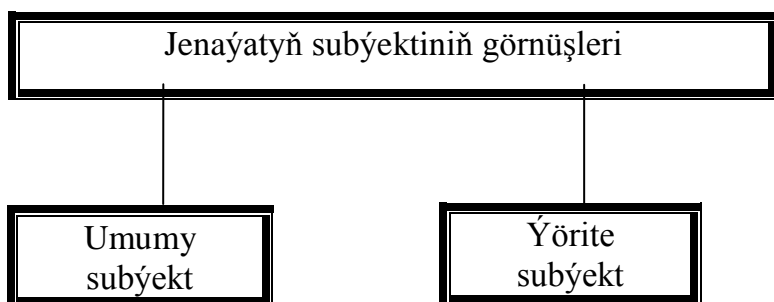 Jenaýatyň subýektiniň görnüşleri
Umumy
subýekt
Ýörite
subýekt